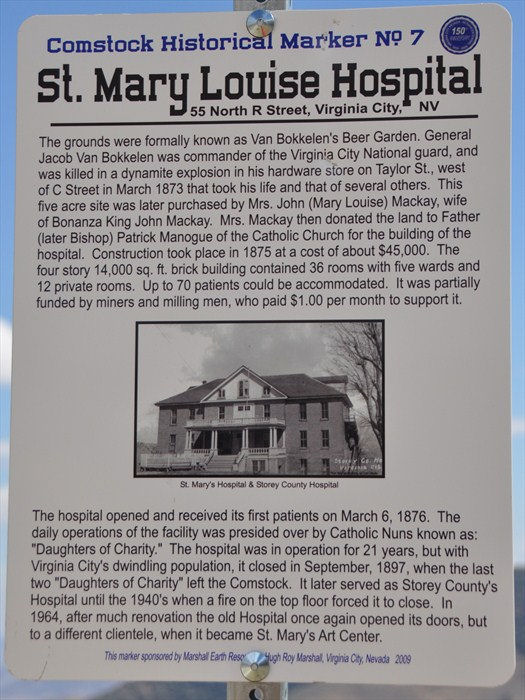 Comstock Historical Marker Nº 7
150
St. Mary Louise Hospital
55 North R Street, Virginia City, NV
The grounds were formally known as Van Bokkelen's Beer Garden. General
Jacob Van Bokkelen was commander of the Virginia City National guard, and
was killed in a dynamite explosion in his hardware store on Taylor St., west
of C Street in March 1873 that took his life and that of several others. This
five acre site was later purchased by Mrs. John (Mary Louise) Mackay, wife
of Bonanza King John Mackay. Mrs. Mackay then donated the land to Father
(later Bishop) Patrick Manogue of the Catholic Church for the building of the
hospital. Construction took place in 1875 at a cost of about $45,000. The
four story 14,000 sq. ft. brick building contained 36 rooms with five wards and
12 private rooms. Up to 70 patients could be accommodated. It was partially
funded by miners and milling men, who paid $1.00 per month to support it.
Storey Co. Ho
Virginia
St. Mary's Hospital & Storey County Hospital
The hospital opened and received its first patients on March 6, 1876. The
daily operations of the facility was presided over by Catholic Nuns known as:
"Daughters of Charity." The hospital was in operation for 21 years, but with
Virginia City's dwindling population, it closed in September, 1897, when the last
two "Daughters of Charity" left the Comstock. It later served as Storey County's
Hospital until the 1940's when a fire on the top floor forced it to close. In
1964, after much renovation the old Hospital once again opened its doors, but
to a different clientele, when it became St. Mary's Art Center.
This marker sponsored by Marshall Earth Reso Hugh Roy Marshall, Virginia City, Nevada 2009